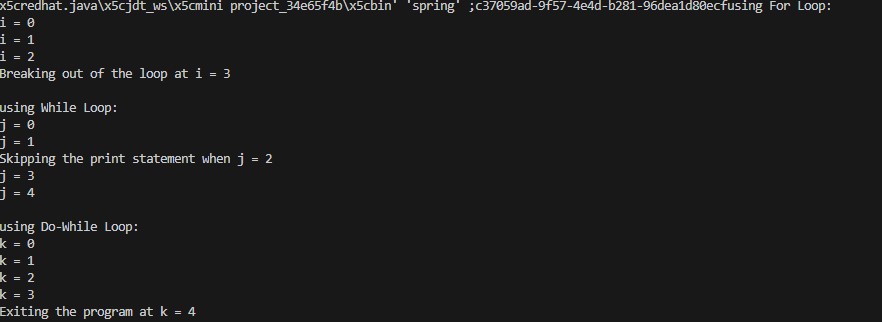 x5credhat.java\x5cjdt_ws\x5cmini project_34e65f4b\x5cbin' 'spring' ;c37059ad-9f57-4e4d-b281-96dea1d80ecfusing For Loop:
i = 0
i = 1
i = 2
Breaking out of the loop at i = 3
using While Loop:
j = 0
j = 1
Skipping the print statement when j = 2
j = 3
j = 4
using Do-While Loop:
k = 0
k = 1
k = 2
k = 3
Exiting the program at k = 4